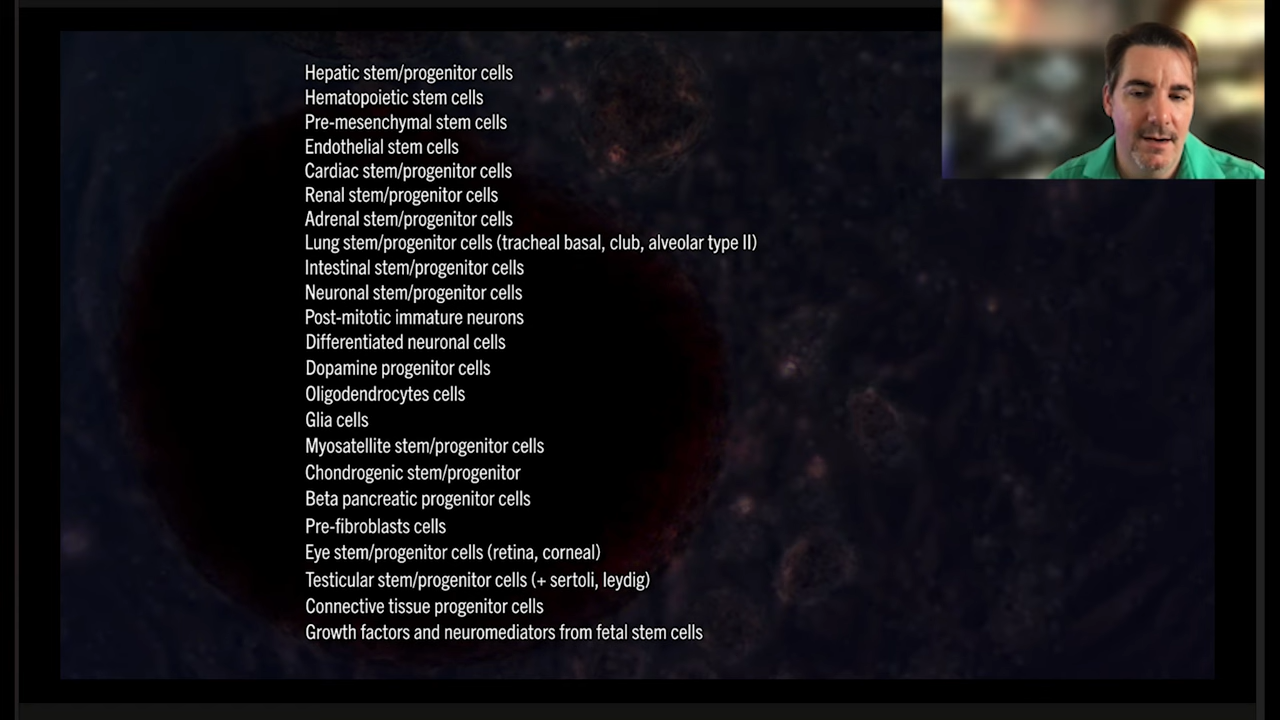 Hepatic stem/progenitor cells
Hematopoietic stem cells
Pre-mesenchymal stem cells
Endothelial stem cells
Cardiac stem/progenitor cells
Renal stem/progenitor cells
Adrenal stem/progenitor cells
Lung stem/progenitor cells (tracheal basal, club, alveolar type II)
Intestinal stem/progenitor cells
Neuronal stem/progenitor cells
Post-mitotic immature neurons
Differentiated neuronal cells
Dopamine progenitor cells
Oligodendrocytes cells
Glia cells
Myosatellite stem/progenitor cells
Chondrogenic stem/progenitor
Beta pancreatic progenitor cells
Pre-fibroblasts cells
Eye stem/progenitor cells (retina, corneal)
Testicular stem/progenitor cells (+ sertoli, leydig)
Connective tissue progenitor cells
Growth factors and neuromediators from fetal stem cells